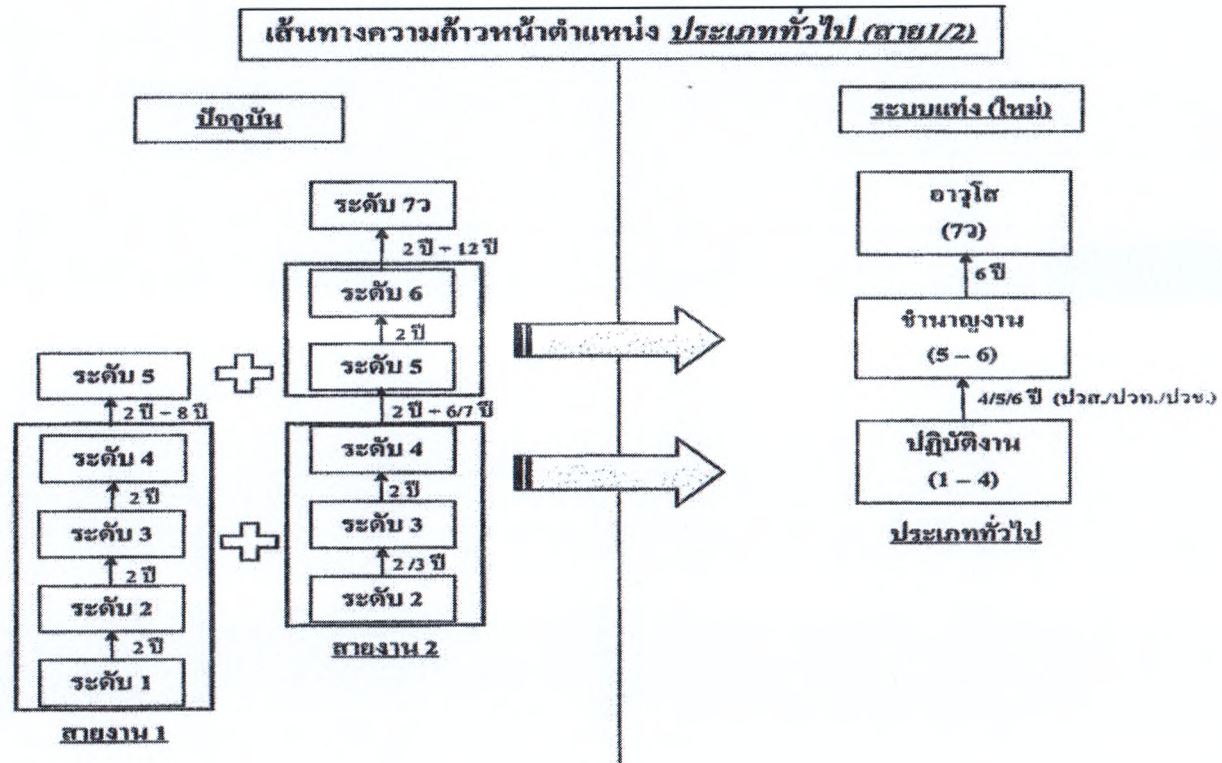 เส้นทางความก้าวหน้าตำแหน่ง ประเภททั่วไป (สาย1/2)
ปัจจุบัน
ระดับ 7ว
2 ปี - 12 ปี
ระดับ 6
2 ปี
ระดับ 5
2 ปี - 6/7 ปี
ระดับ 4
2 ปี
ระดับ 3
2 /3 ปี
ระดับ 2
สายงาน 2
ระดับ 5
2 ปี - 8 ปี
ระดับ 4
2 ปี
ระดับ 3
2 ปี
ระดับ 2
2 ปี
ระดับ 1
สายงาน 1
ระบบแท่ง (ใหม่)
อาวุโส
(7ว)
6 ปี
ชำนาญงาน
(5 - 6)
4/5/6 ปี (ปวส./ปวท./ปวช.)
ปฏิบัติงาน
(1 - 4)
ประเภททั่วไป